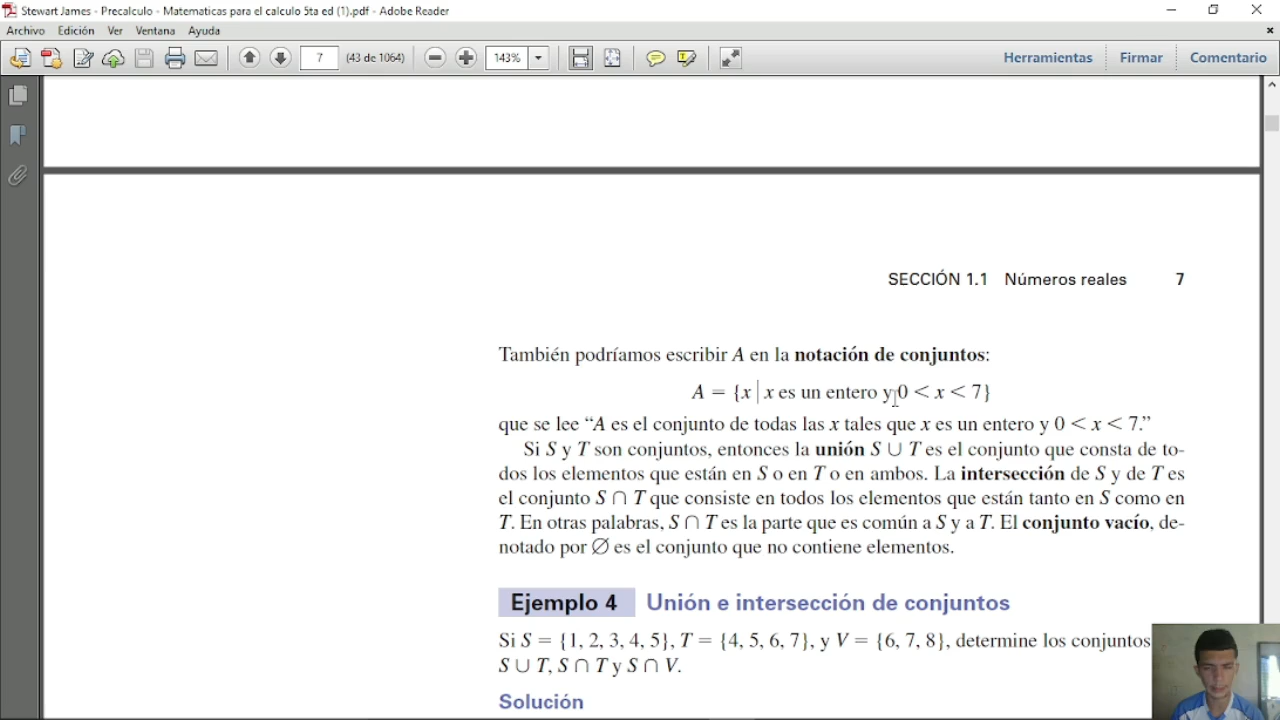 Stewart James - Precalculo - Matematicas para el calculo 5ta ed (1).pdf - Adobe Reader
Archivo Edición Ver Ventana Ayuda
7 (43 de 1064) 143% Herramientas Firmar Comentario
SECCIÓN 1.1 Números reales 7
También podríamos escribir A en la notación de conjuntos:
A = {x | x es un entero y 0 < x < 7}
que se lee “A es el conjunto de todas las x tales que x es un entero y 0 < x < 7.”
Si S y T son conjuntos, entonces la unión S ∪ T es el conjunto que consta de to-
dos los elementos que están en S o en T o en ambos. La intersección de S y de T es
el conjunto S ∩ T que consiste en todos los elementos que están tanto en S como en
T. En otras palabras, S ∩ T es la parte que es común a S y a T. El conjunto vacío, de-
notado por ∅ es el conjunto que no contiene elementos.
Ejemplo 4 Unión e intersección de conjuntos
Si S = {1, 2, 3, 4, 5}, T = {4, 5, 6, 7}, y V = {6, 7, 8}, determine los conjuntos
S ∪ T, S ∩ T y S ∩ V.
Solución